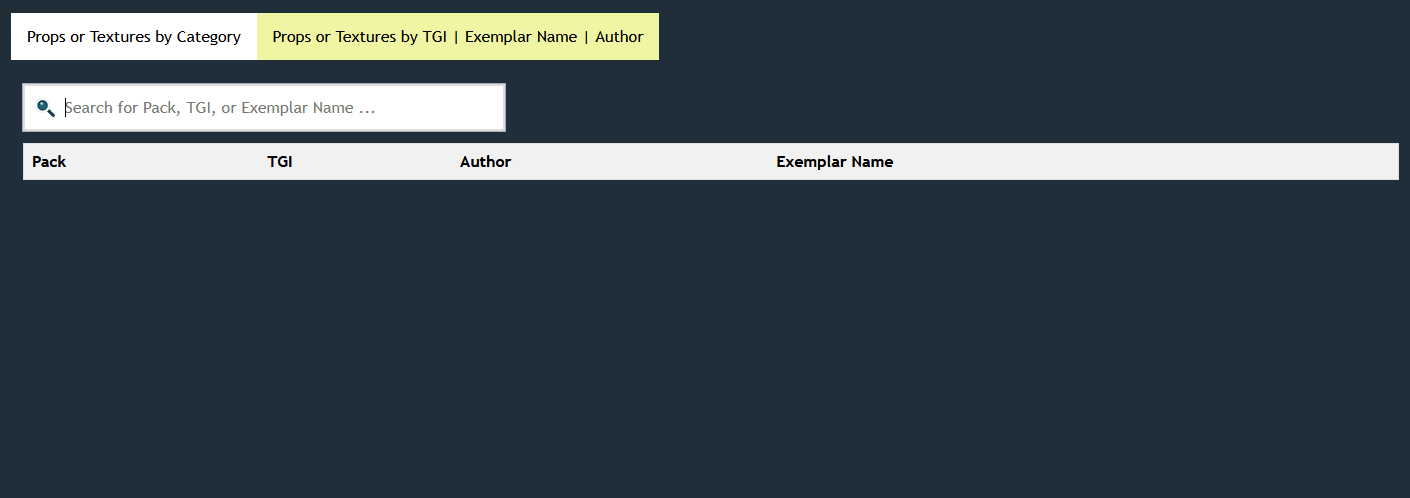 Props or Textures by Category
Props or Textures by TGI | Exemplar Name | Author
Search for Pack, TGI, or Exemplar Name ...
Pack TGI Author Exemplar Name